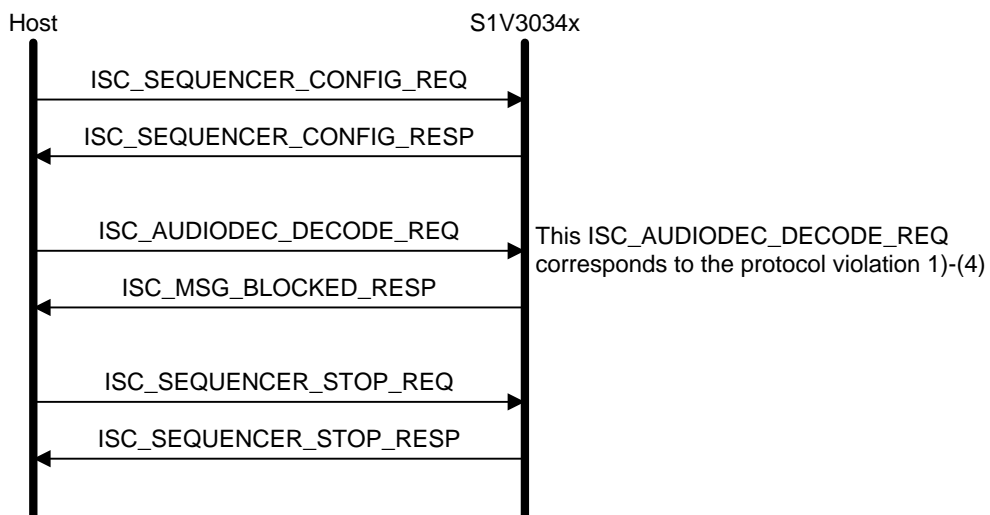 Host
S1V3034x
ISC_SEQUENCER_CONFIG_REQ
ISC_SEQUENCER_CONFIG_RESP
ISC_AUDIODEC_DECODE_REQ
This ISC_AUDIODEC_DECODE_REQ
corresponds to the protocol violation 1)-(4)
ISC_MSG_BLOCKED_RESP
ISC_SEQUENCER_STOP_REQ
ISC_SEQUENCER_STOP_RESP